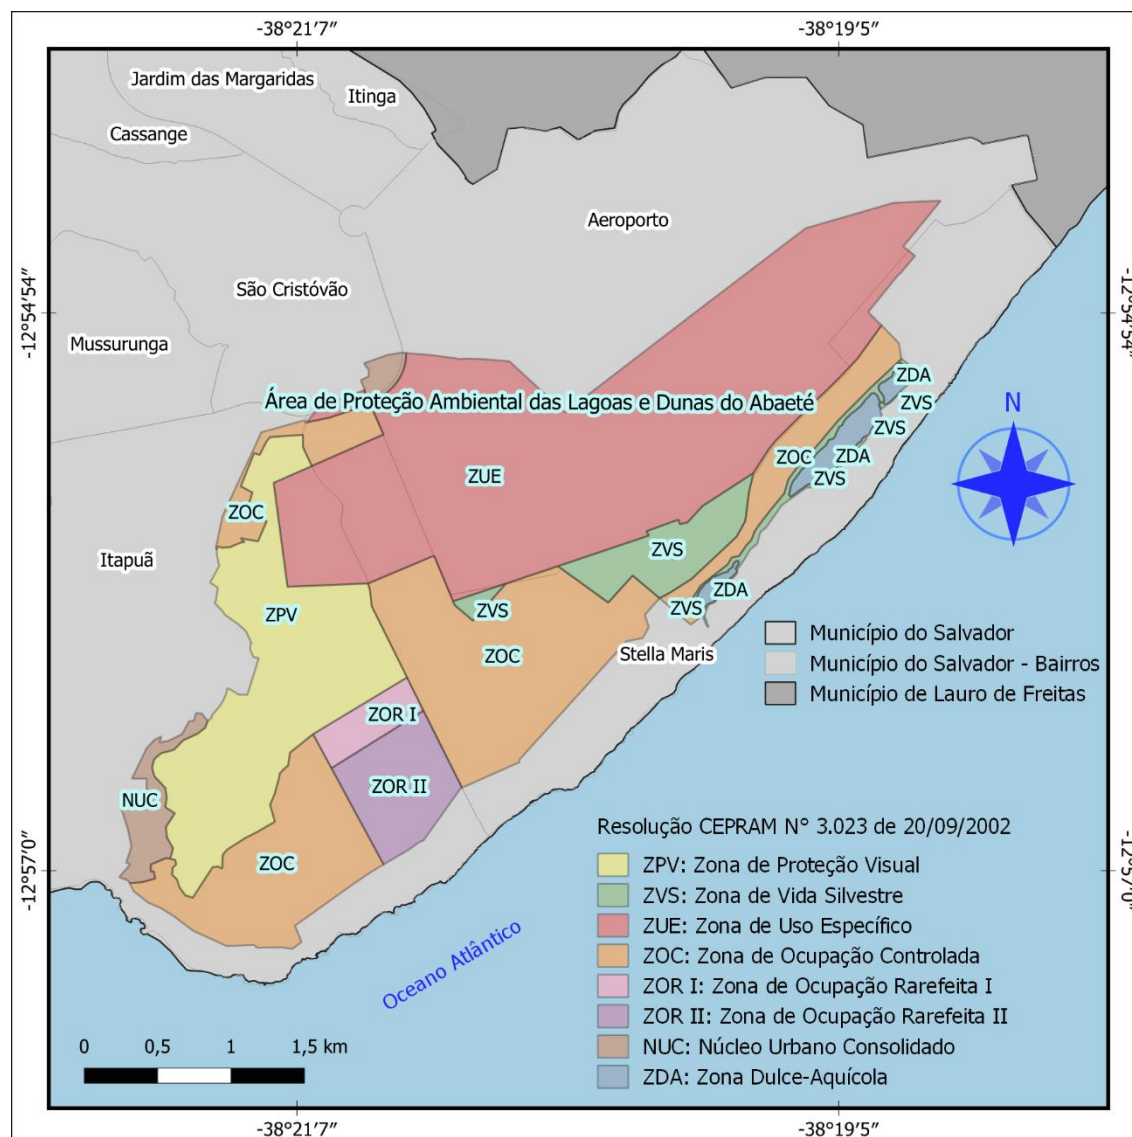 -38°21'7"
-38°19'5"
Jardim das Margaridas
Itinga
Cassange
Aeroporto
São Cristóvão
-12°54'54"
-12°54'54"
Mussurunga
ZDA
Área de Proteção Ambiental das Lagoas e Dunas do Abaeté
ZVS
N
ZVS
ZOC
ZDA
ZUE
ZVS
ZOC
ZVS
Itapuã
ZDA
ZVS
ZVS
ZPV
ZOC
Stella Maris
Município do Salvador
Município do Salvador - Bairros
Município de Lauro de Freitas
ZOR I
ZOR II
NUC
Resolução CEPRAM N° 3.023 de 20/09/2002
ZOC
ZPV: Zona de Proteção Visual
-12°57'0"
-12°57'0"
ZVS: Zona de Vida Silvestre
ZUE: Zona de Uso Específico
ZOC: Zona de Ocupação Controlada
Oceano Atlântico
ZOR I: Zona de Ocupação Rarefeita I
ZOR II: Zona de Ocupação Rarefeita II
NUC: Núcleo Urbano Consolidado
ZDA: Zona Dulce-Aquícola
0 0,5 1 1,5 km
-38°21'7"
-38°19'5"